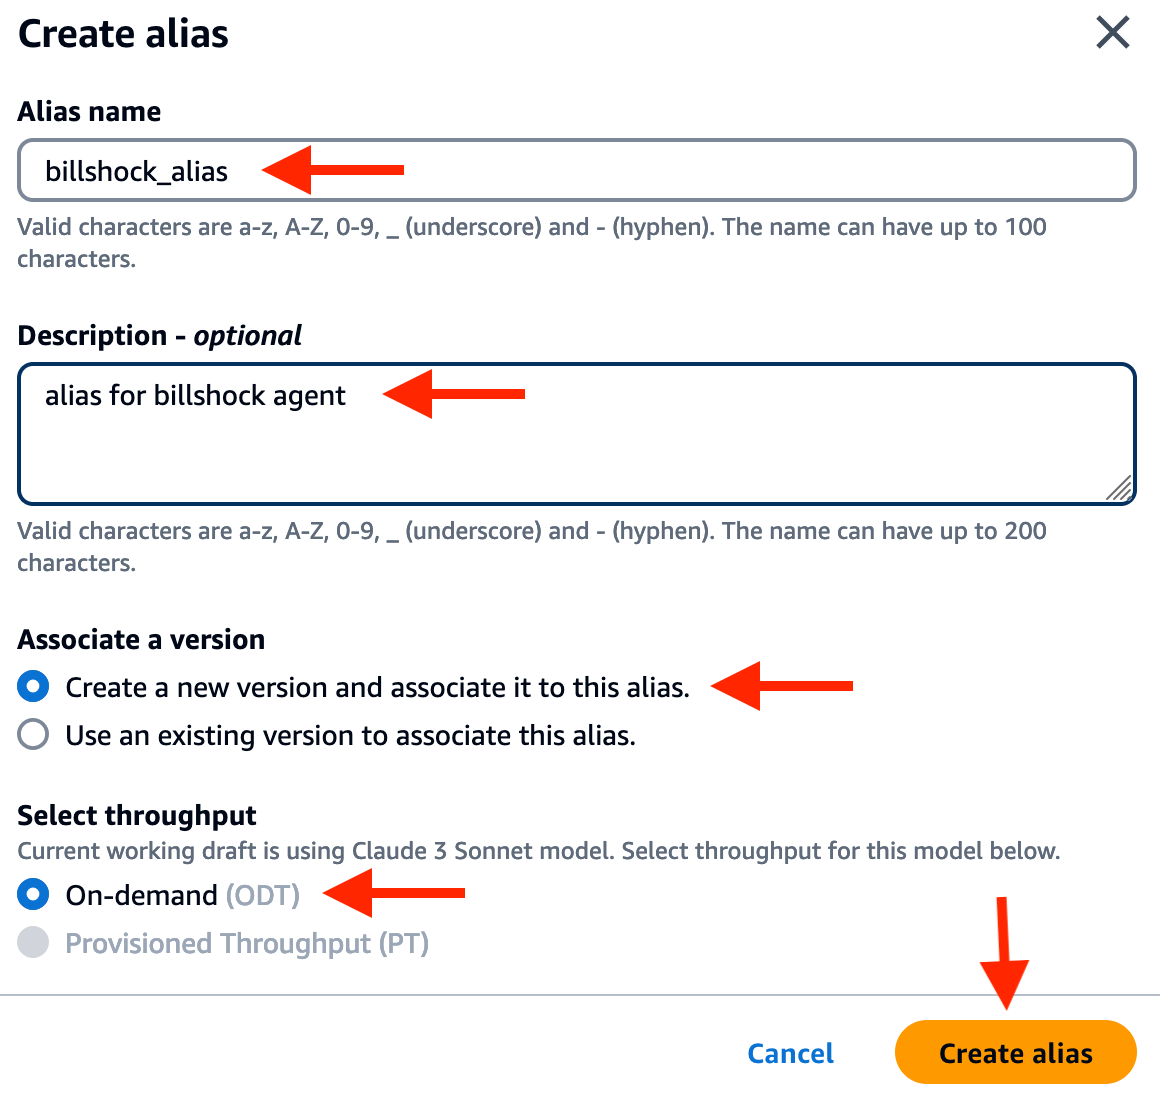 Create alias
Alias name
billshock_alias
Valid characters are a-z, A-Z, 0-9, _ (underscore) and - (hyphen). The name can have up to 100
characters.
Description - optional
alias for billshock agent
Valid characters are a-z, A-Z, 0-9, _ (underscore) and - (hyphen). The name can have up to 200
characters.
Associate a version
Create a new version and associate it to this alias.
Use an existing version to associate this alias.
Select throughput
Current working draft is using Claude 3 Sonnet model. Select throughput for this model below.
On-demand (ODT)
Provisioned Throughput (PT)
Cancel
Create alias